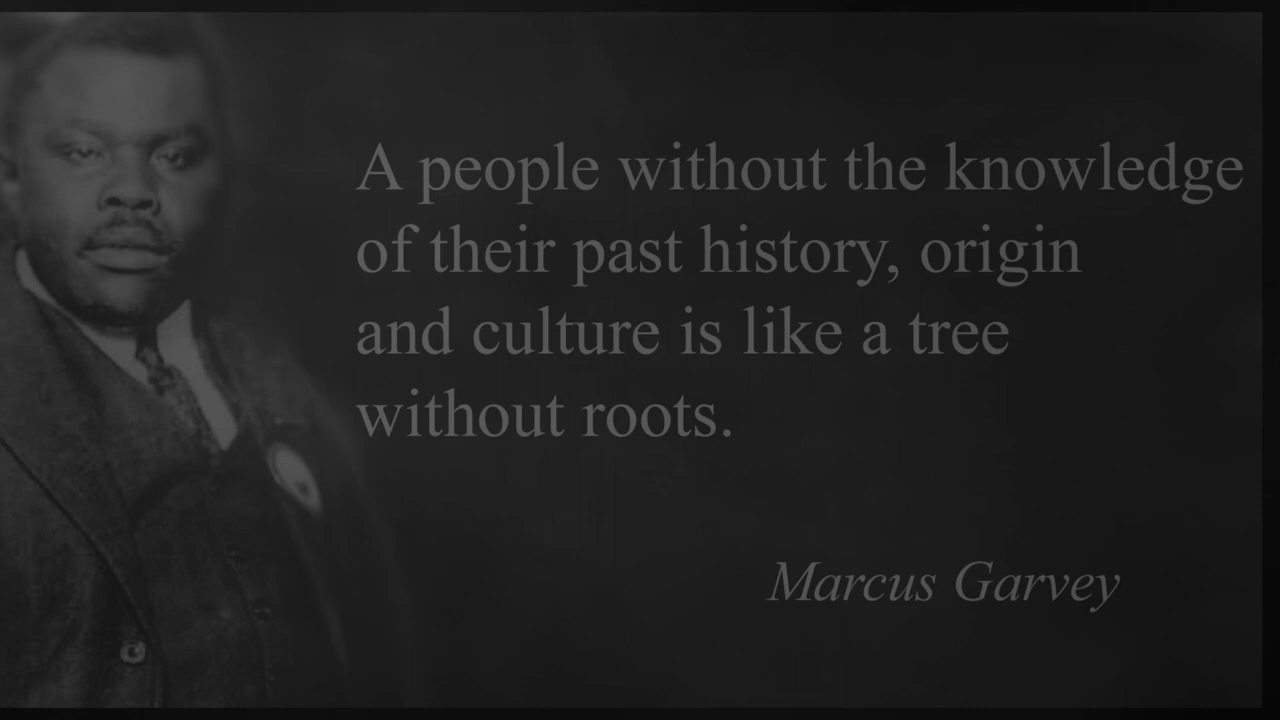 A people without the knowledge
of their past history, origin
and culture is like a tree
without roots.
Marcus Garvey